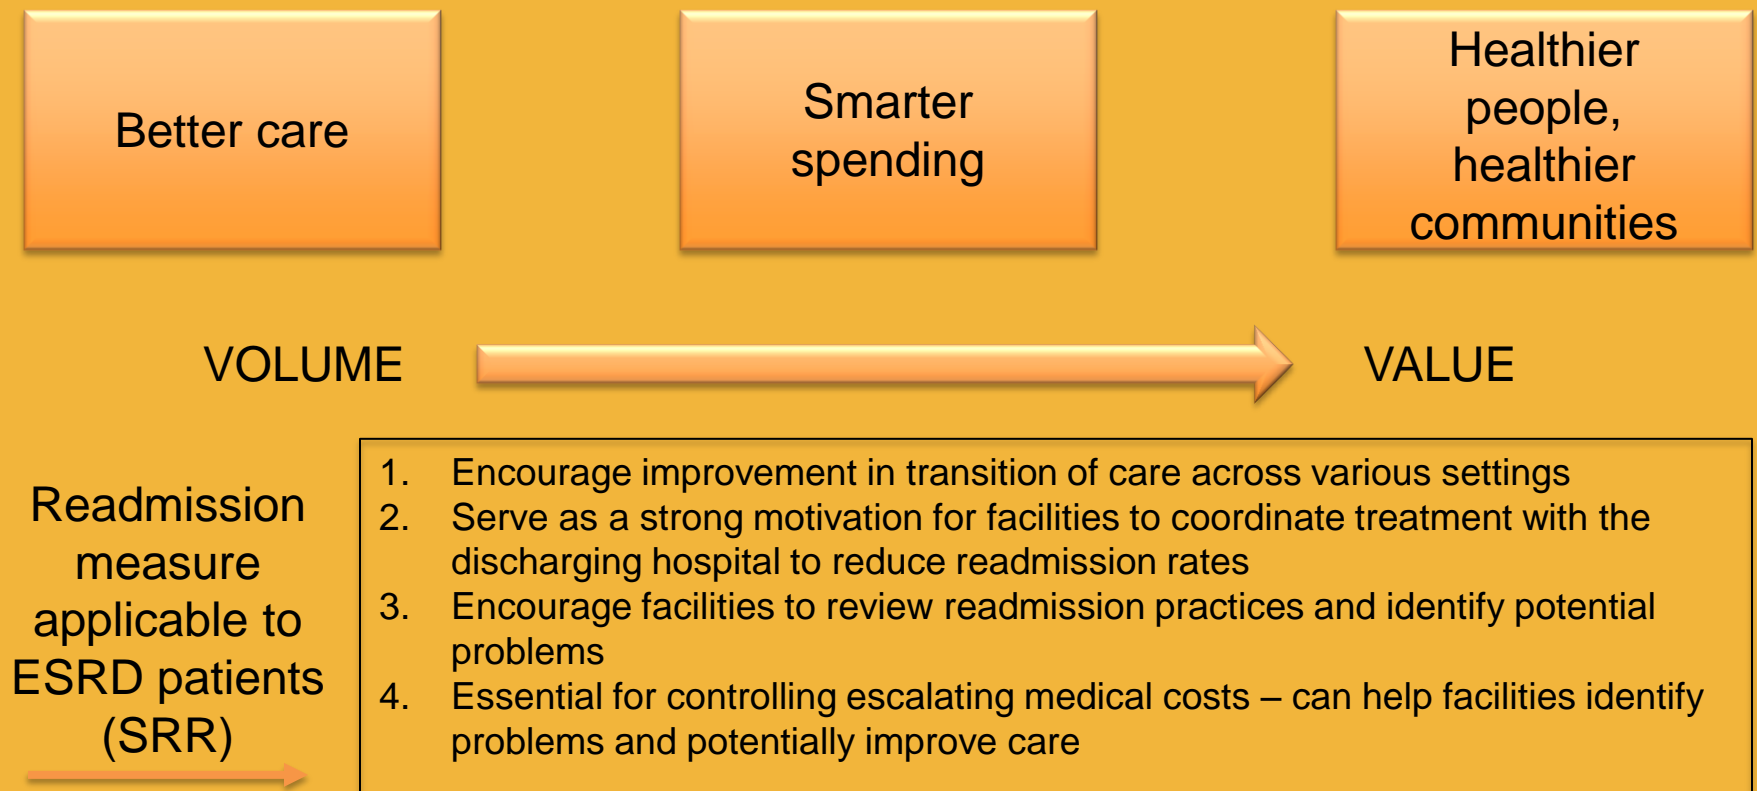 Better care
Smarter
spending
Healthier
people,
healthier
communities
VOLUME
VALUE
Readmission
measure
applicable to
ESRD patients
(SRR)
1. Encourage improvement in transition of care across various settings
2. Serve as a strong motivation for facilities to coordinate treatment with the
discharging hospital to reduce readmission rates
3. Encourage facilities to review readmission practices and identify potential
problems
4. Essential for controlling escalating medical costs – can help facilities identify
problems and potentially improve care